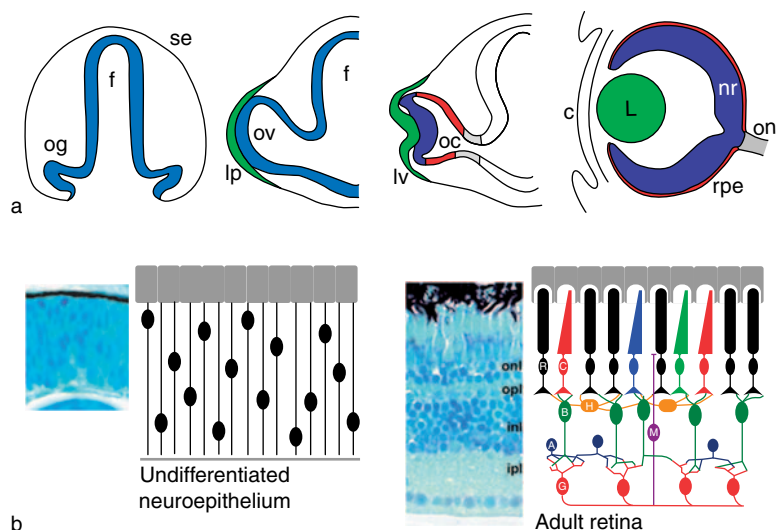 se
f
og
a
f
ov
lp
oc
lv
c
L
nr
on
rpe
onl
opl
inl
ipl
R
C
B
H
M
A
G
Undifferentiated
neuroepithelium
Adult retina
b